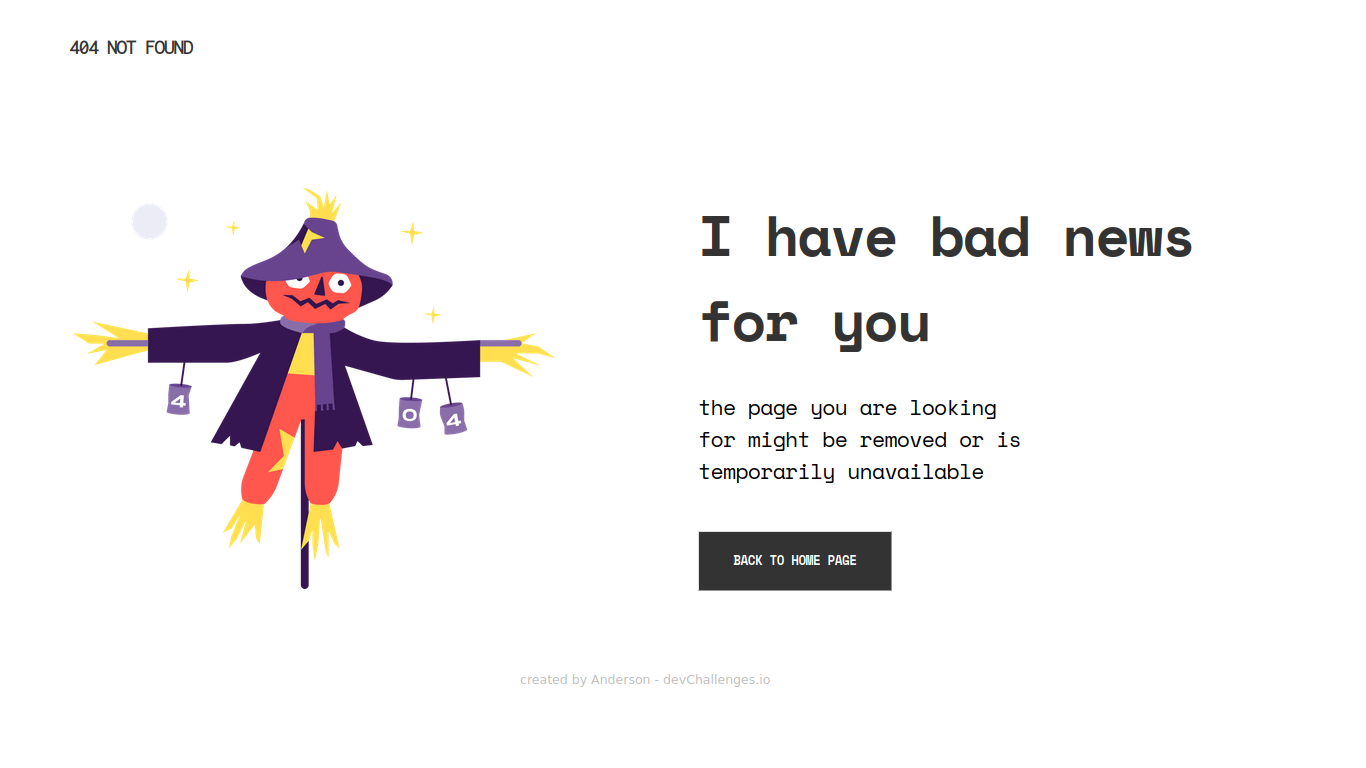 404 NOT FOUND
I have bad news
for you
the page you are looking
for might be removed or is
temporarily unavailable
4
0
4
BACK TO HOME PAGE
created by Anderson - devChallenges.io